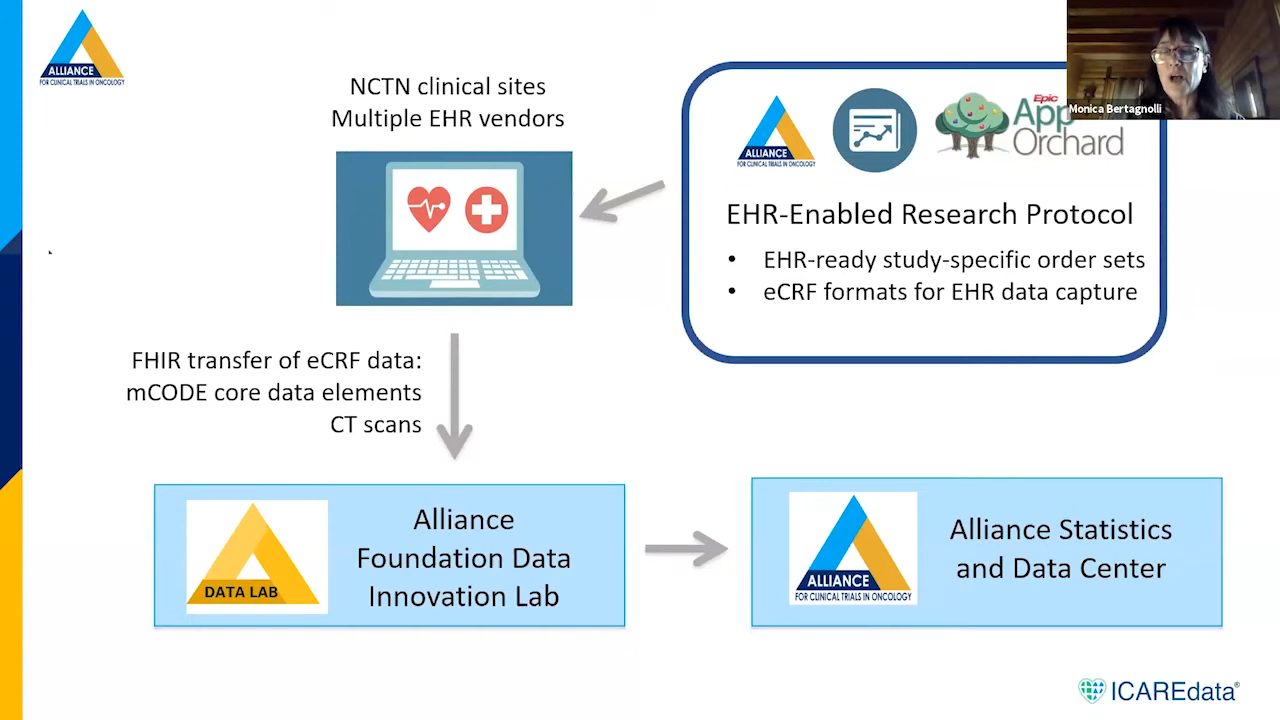 ALLIANCE
FOR CLINICAL TRIALS IN ONCOLOGY
NCTN clinical sites
Multiple EHR vendors
Monica Bertagnolli
ALLIANCE
FOR CLINICAL TRIALS IN ONCOLOGY
Epic
App
Orchard
EHR-Enabled Research Protocol
• EHR-ready study-specific order sets
• eCRF formats for EHR data capture
FHIR transfer of eCRF data:
mCODE core data elements
CT scans
DATA LAB
Alliance
Foundation Data
Innovation Lab
ALLIANCE
FOR CLINICAL TRIALS IN ONCOLOGY
Alliance Statistics
and Data Center
ICAREdata®